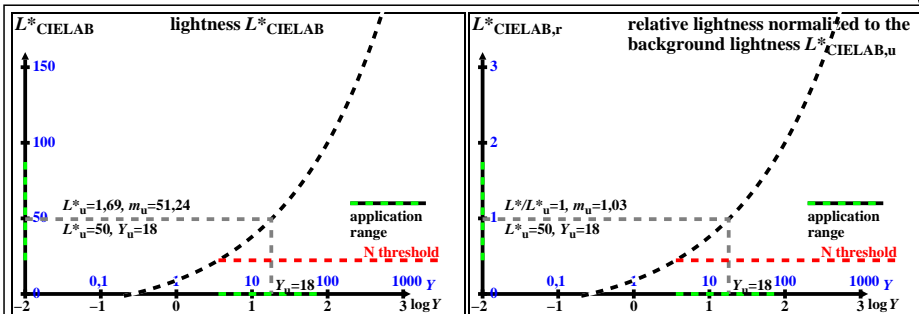 L*CIELAB
lightness L*CIELAB
150
100
50
0
L*u=1,69, mu=51,24
L*u=50, Yu=18
application
range
N threshold
0,1 1 10 100 1000 Y
Yu=18
−2 −1 0 1 2 3 log Y
L*CIELAB,r
relative lightness normalized to the
background lightness L*CIELAB,u
3
2
1
0
L*/L*u=1, mu=1,03
L*u=50, Yu=18
application
range
N threshold
0,1 1 10 100 1000 Y
Yu=18
−2 −1 0 1 2 3 log Y